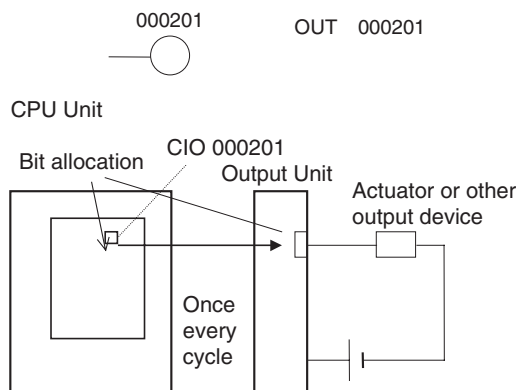 000201
OUT 000201
CPU Unit
Bit allocation
CIO 000201
Output Unit
Actuator or other
output device
Once
every
cycle